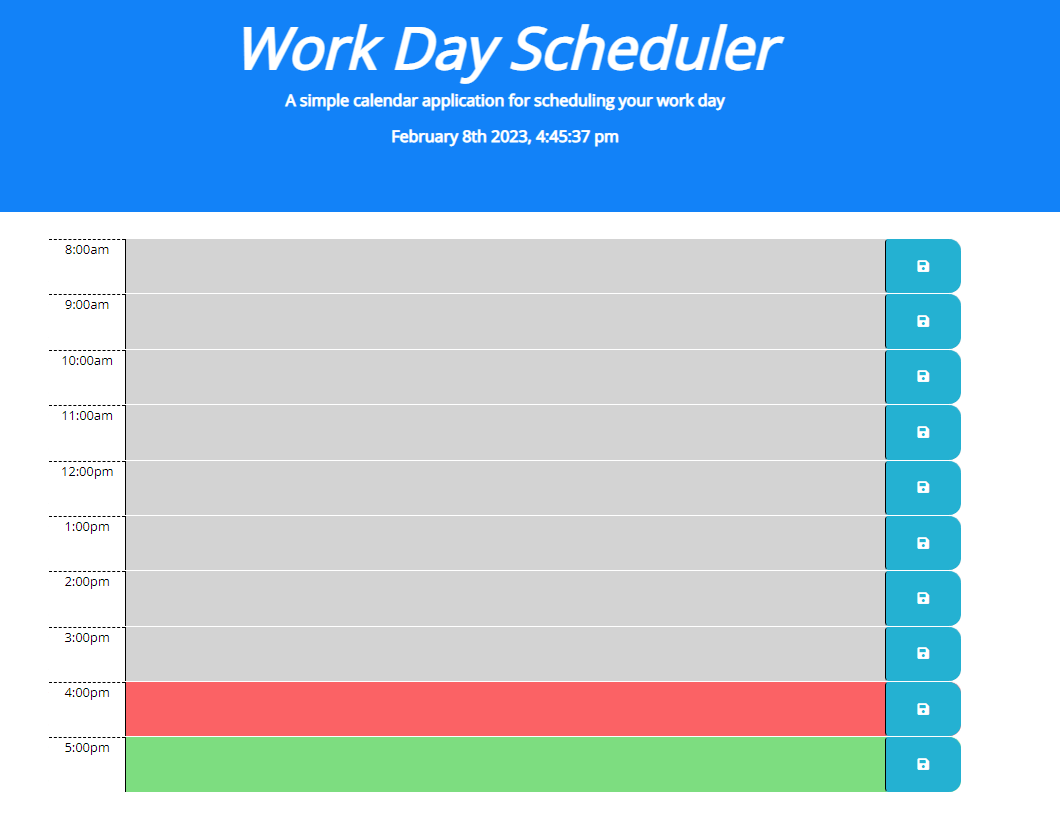 Work Day Scheduler
A simple calendar application for scheduling your work day
February 8th 2023, 4:45:37 pm
8:00am
9:00am
10:00am
11:00am
12:00pm
1:00pm
2:00pm
3:00pm
4:00pm
5:00pm